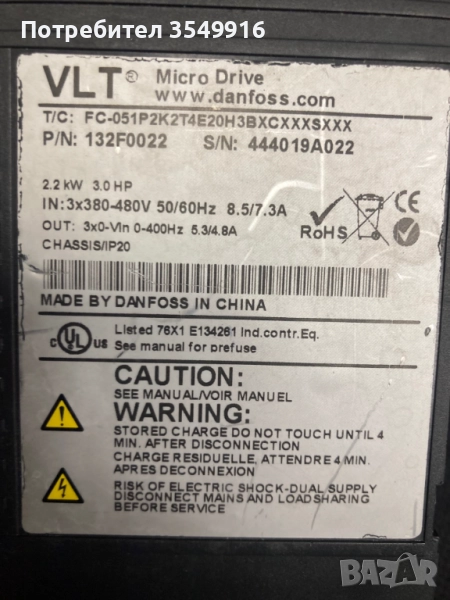 Потребител 3549916
VLT® Micro Drive
www.danfoss.com
T/C: FC-051P2K2T4E20H3BXCXXXSXXX
P/N: 132F0022 S/N: 444019A022
2.2 kW 3.0 HP
IN: 3x380-480V 50/60Hz 8.5/7.3A
OUT: 3x0-Vin 0-400Hz 5.3/4.8A
CHASSIS/IP20
RoHS
MADE BY DANFOSS IN CHINA
c UL us
Listed 76X1 E134261 Ind.contr.Eq.
See manual for prefuse
CAUTION:
SEE MANUAL/VOIR MANUEL
WARNING:
STORED CHARGE DO NOT TOUCH UNTIL 4
MIN. AFTER DISCONNECTION
CHARGE RESIDUELLE, ATTENDRE 4 MIN.
APRES DECONNEXION
RISK OF ELECTRIC SHOCK-DUAL SUPPLY
DISCONNECT MAINS AND LOADSHARING
BEFORE SERVICE
BAZAR